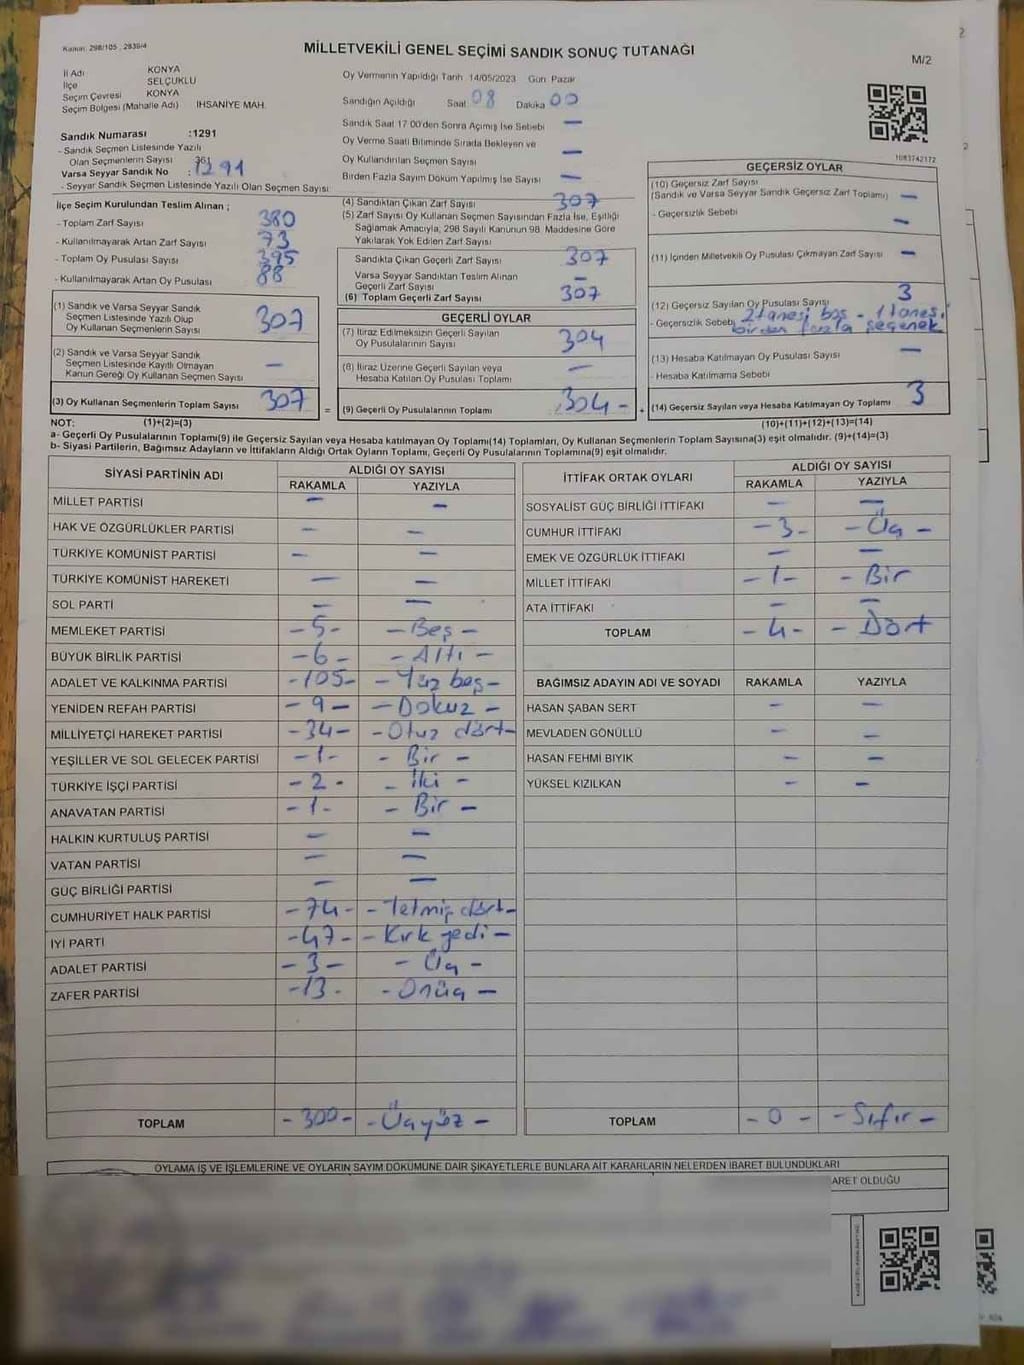 Kanun: 298/105 , 2839/4
MİLLETVEKİLİ GENEL SEÇİMİ SANDIK SONUÇ TUTANAĞI
M/2
İl Adı KONYA
İlçe SELÇUKLU
Seçim Çevresi KONYA
Seçim Bölgesi (Mahalle Adı) IHSANİYE MAH.
Sandık Numarası :1291
- Sandık Seçmen Listesinde Yazılı
Olan Seçmenlerin Sayısı 361
Varsa Seyyar Sandık No : 1291
- Seyyar Sandık Seçmen Listesinde Yazılı Olan Seçmen Sayısı
İlçe Seçim Kurulundan Teslim Alınan ;
- Toplam Zarf Sayısı 380
- Kullanılmayarak Artan Zarf Sayısı 73
- Toplam Oy Pusulası Sayısı 395
- Kullanılmayarak Artan Oy Pusulası 88
(1) Sandık ve Varsa Seyyar Sandık
Seçmen Listesinde Yazılı Olup
Oy Kullanan Seçmenlerin Sayısı 307
(2) Sandık ve Varsa Seyyar Sandık
Seçmen Listesinde Kayıtlı Olmayan
Kanun Gereği Oy Kullanan Seçmen Sayısı —
(3) Oy Kullanan Seçmenlerin Toplam Sayısı 307 =
Oy Vermenin Yapıldığı Tarih 14/05/2023 Gün Pazar
Sandığın Açıldığı Saat 08 Dakika 00
Sandık Saat 17:00'den Sonra Açımış İse Sebebi —
Oy Verme Saati Bitiminde Sırada Bekleyen ve
Oy Kullandırılan Seçmen Sayısı —
Birden Fazla Sayım Döküm Yapılmış İse Sayısı —
(4) Sandıktan Çıkan Zarf Sayısı 307
(5) Zarf Sayısı Oy Kullanan Seçmen Sayısından Fazla İse, Eşitliği
Sağlamak Amacıyla, 298 Sayılı Kanunun 98. Maddesine Göre
Yakılarak Yok Edilen Zarf Sayısı
Sandıkta Çıkan Geçerli Zarf Sayısı 307
Varsa Seyyar Sandıktan Teslim Alınan
Geçerli Zarf Sayısı —
(6) Toplam Geçerli Zarf Sayısı 307
GEÇERLİ OYLAR
(7) İtiraz Edilmeksizin Geçerli Sayılan
Oy Pusulalarının Sayısı 304
(8) İtiraz Üzerine Geçerli Sayılan veya
Hesaba Katılan Oy Pusulası Toplamı —
(9) Geçerli Oy Pusulalarının Toplamı 304 - +
1083742172
GEÇERSİZ OYLAR
(10) Geçersiz Zarf Sayısı
(Sandık ve Varsa Seyyar Sandık Geçersiz Zarf Toplamı) —
- Geçersizlik Sebebi —
(11) İçinden Milletvekili Oy Pusulası Çıkmayan Zarf Sayısı —
(12) Geçersiz Sayılan Oy Pusulası Sayısı 3
- Geçersizlik Sebebi 2 tanesi boş - 1 tanesi
birden fazla seçenek
(13) Hesaba Katılmayan Oy Pusulası Sayısı —
- Hesaba Katılmama Sebebi
(14) Geçersiz Sayılan veya Hesaba Katılmayan Oy Toplamı 3
NOT: (1)+(2)=(3) (10)+(11)+(12)+(13)=(14)
a- Geçerli Oy Pusulalarının Toplamı(9) ile Geçersiz Sayılan veya Hesaba katılmayan Oy Toplamı(14) Toplamları, Oy Kullanan Seçmenlerin Toplam Sayısına(3) eşit olmalıdır. (9)+(14)=(3)
b- Siyasi Partilerin, Bağımsız Adayların ve İttifakların Aldığı Ortak Oyların Toplamı, Geçerli Oy Pusulalarının Toplamına(9) eşit olmalıdır.
SİYASİ PARTİNİN ADI ALDIĞI OY SAYISI
RAKAMLA YAZIYLA
MİLLET PARTİSİ — —
HAK VE ÖZGÜRLÜKLER PARTİSİ — —
TÜRKİYE KOMÜNİST PARTİSİ — —
TÜRKİYE KOMÜNİST HAREKETİ — —
SOL PARTİ — —
MEMLEKET PARTİSİ -5- -Beş-
BÜYÜK BİRLİK PARTİSİ -6- -Altı-
ADALET VE KALKINMA PARTİSİ -105- -Yüz beş-
YENİDEN REFAH PARTİSİ -9- -Dokuz-
MİLLİYETÇİ HAREKET PARTİSİ -34- -Otuz dört-
YEŞİLLER VE SOL GELECEK PARTİSİ -1- -Bir-
TÜRKİYE İŞÇİ PARTİSİ -2- -İki-
ANAVATAN PARTİSİ -1- -Bir-
HALKIN KURTULUŞ PARTİSİ — —
VATAN PARTİSİ — —
GÜÇ BİRLİĞİ PARTİSİ — —
CUMHURİYET HALK PARTİSİ -74- -Yetmiş dört-
İYİ PARTİ -47- -Kırk yedi-
ADALET PARTİSİ -3- -Üç-
ZAFER PARTİSİ -13- -Onüç-
TOPLAM -300- -Üçyüz-
İTTİFAK ORTAK OYLARI ALDIĞI OY SAYISI
RAKAMLA YAZIYLA
SOSYALİST GÜÇ BİRLİĞİ İTTİFAKI — —
CUMHUR İTTİFAKI -3- -Üç-
EMEK VE ÖZGÜRLÜK İTTİFAKI — —
MİLLET İTTİFAKI -1- -Bir
ATA İTTİFAKI — —
TOPLAM -4- -Dört
BAĞIMSIZ ADAYIN ADI VE SOYADI RAKAMLA YAZIYLA
HASAN ŞABAN SERT — —
MEVLADEN GÖNÜLLÜ — —
HASAN FEHMİ BIYIK — —
YÜKSEL KIZILKAN — —
TOPLAM -0- -Sıfır-
OYLAMA İŞ VE İŞLEMLERİNE VE OYLARIN SAYIM DÖKÜMÜNE DAİR ŞİKAYETLERLE BUNLARA AİT KARARLARIN NELERDEN İBARET BULUNDUKLARI
ARET OLDUĞU